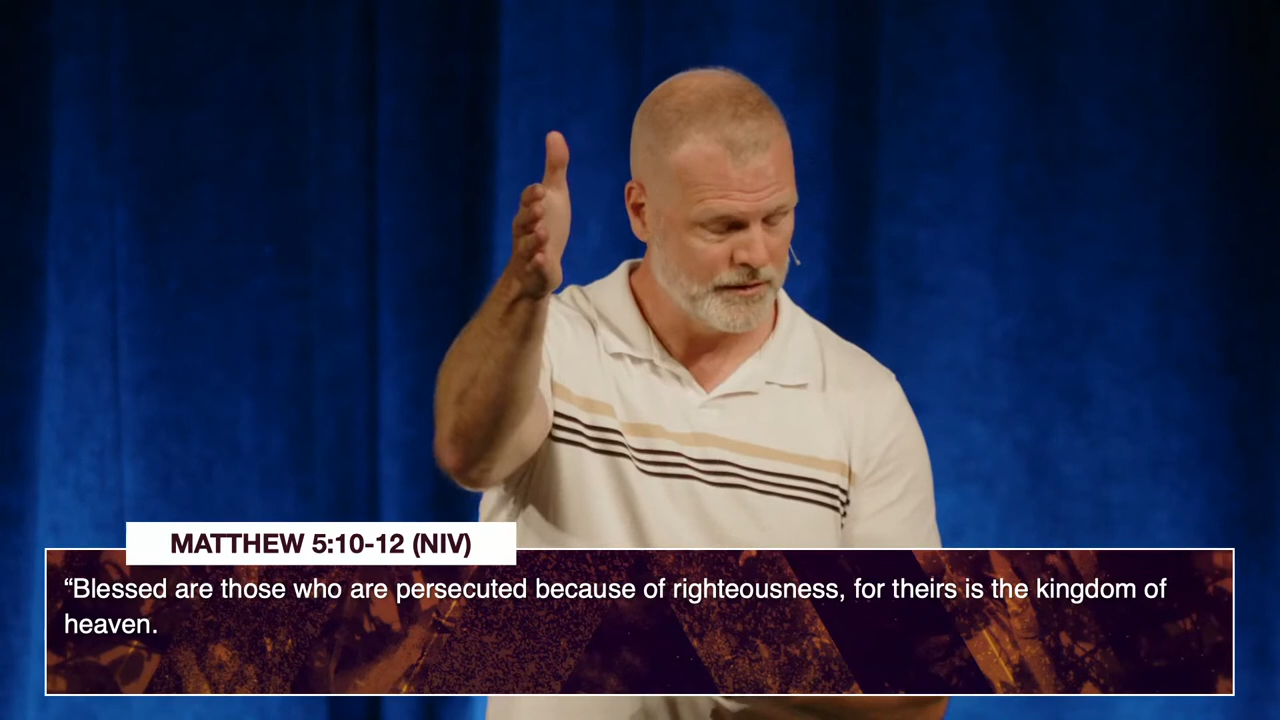 MATTHEW 5:10-12 (NIV)
“Blessed are those who are persecuted because of righteousness, for theirs is the kingdom of
heaven.